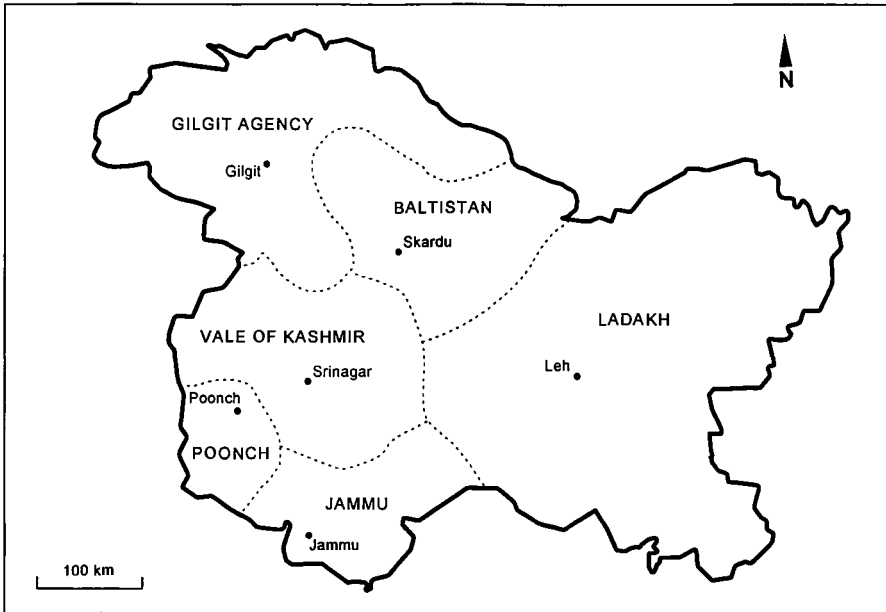 N
GILGIT AGENCY
Gilgit
BALTISTAN
Skardu
LADAKH
VALE OF KASHMIR
Leh
Srinagar
Poonch
POONCH
JAMMU
Jammu
100 km